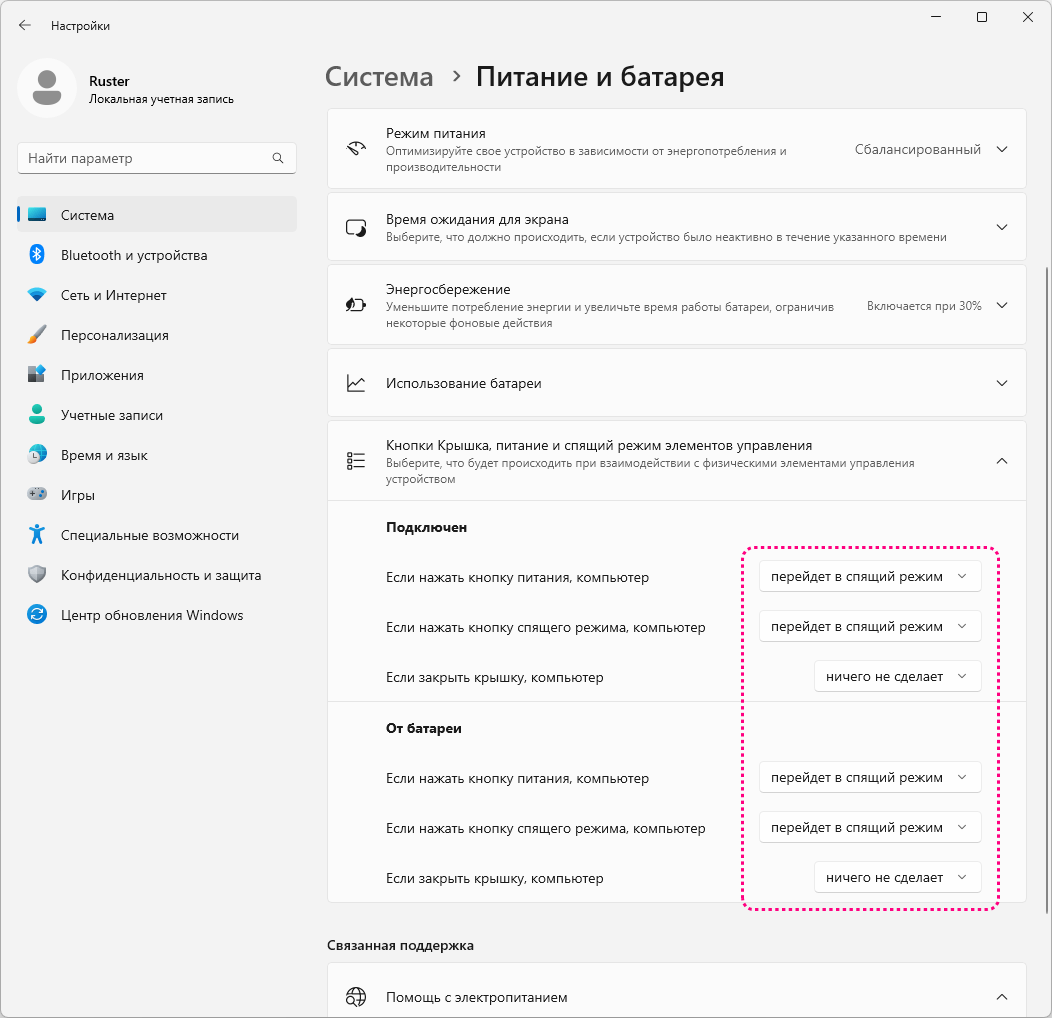 Настройки
Ruster
Локальная учетная запись
Найти параметр
Система
Bluetooth и устройства
Сеть и Интернет
Персонализация
Приложения
Учетные записи
Время и язык
Игры
Специальные возможности
Конфиденциальность и защита
Центр обновления Windows
Система > Питание и батарея
Режим питания
Оптимизируйте свое устройство в зависимости от энергопотребления и
производительности
Сбалансированный
Время ожидания для экрана
Выберите, что должно происходить, если устройство было неактивно в течение указанного времени
Энергосбережение
Уменьшите потребление энергии и увеличьте время работы батареи, ограничив
некоторые фоновые действия
Включается при 30%
Использование батареи
Кнопки Крышка, питание и спящий режим элементов управления
Выберите, что будет происходить при взаимодействии с физическими элементами управления
устройством
Подключен
Если нажать кнопку питания, компьютер
перейдет в спящий режим
Если нажать кнопку спящего режима, компьютер
перейдет в спящий режим
Если закрыть крышку, компьютер
ничего не сделает
От батареи
Если нажать кнопку питания, компьютер
перейдет в спящий режим
Если нажать кнопку спящего режима, компьютер
перейдет в спящий режим
Если закрыть крышку, компьютер
ничего не сделает
Связанная поддержка
Помощь с электропитанием